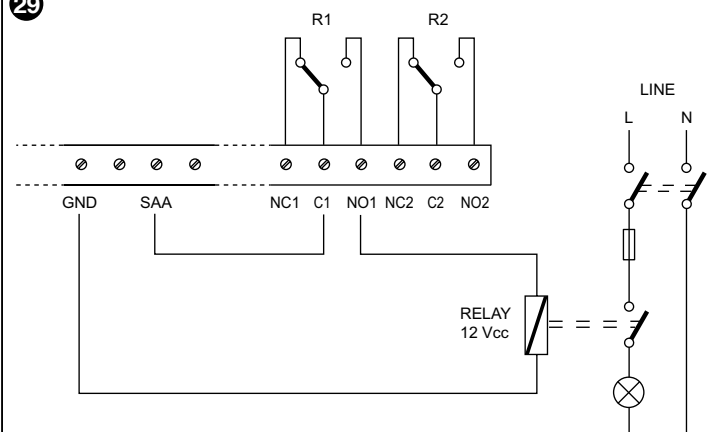 29
R1 R2
LINE
L N
GND SAA NC1 C1 NO1 NC2 C2 NO2
RELAY
12 Vcc